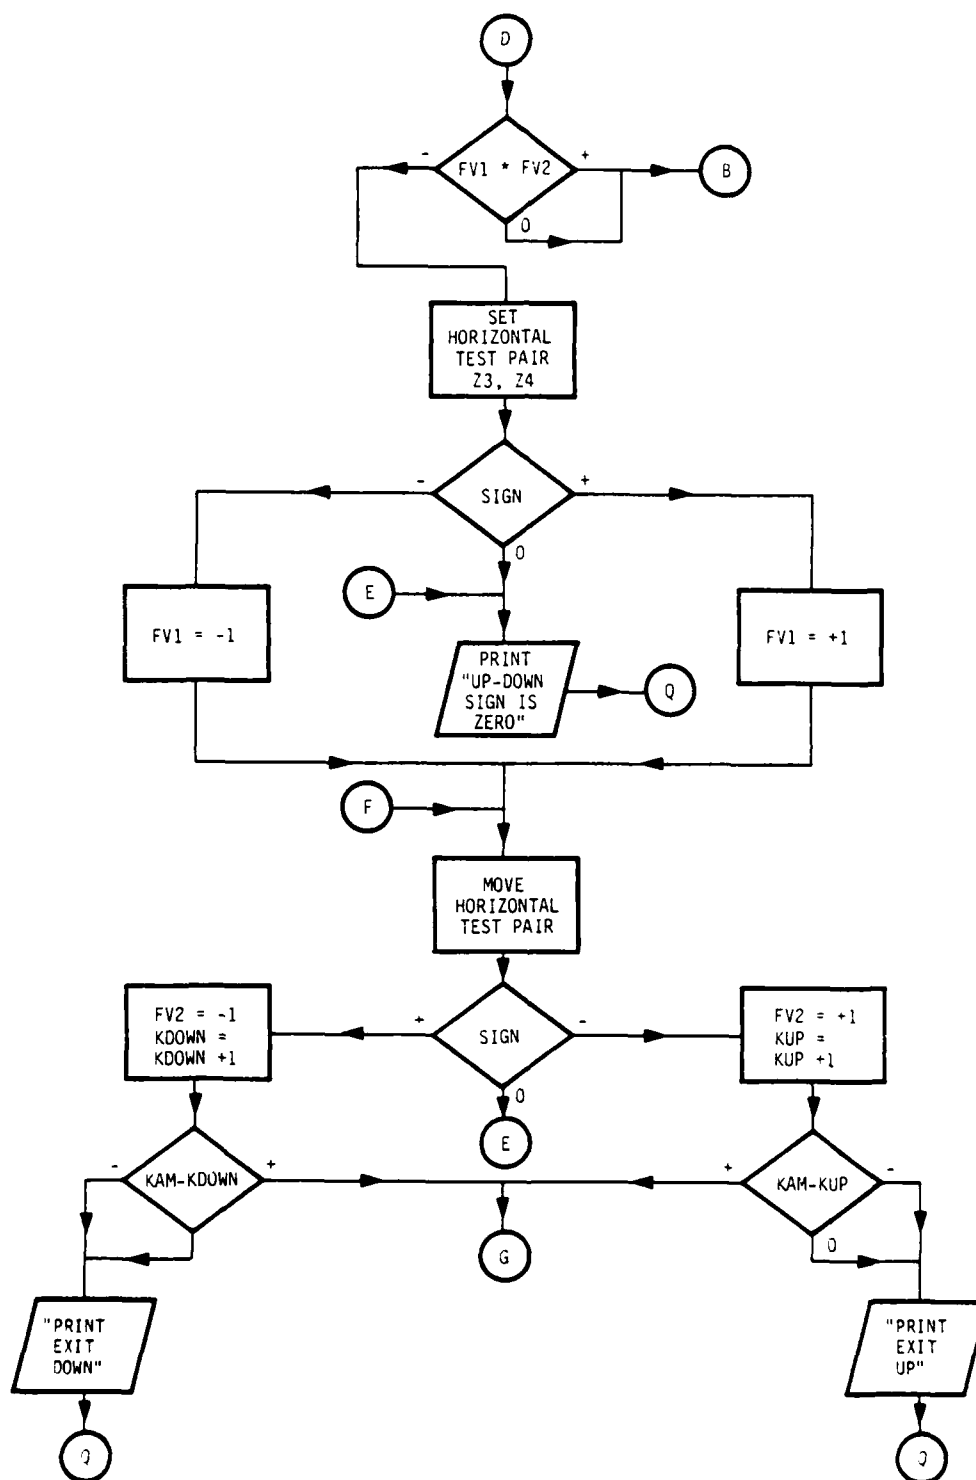 D
-
FV1 * FV2
+
B
0
SET
HORIZONTAL
TEST PAIR
Z3, Z4
-
SIGN
+
0
E
FV1 = -1
PRINT
"UP-DOWN
SIGN IS
ZERO"
Q
FV1 = +1
F
MOVE
HORIZONTAL
TEST PAIR
FV2 = -1
KDOWN =
KDOWN +1
+
SIGN
-
0
FV2 = +1
KUP =
KUP +1
E
-
KAM-KDOWN
+
+
KAM-KUP
-
0
G
"PRINT
EXIT
DOWN"
"PRINT
EXIT
UP"
Q
Q